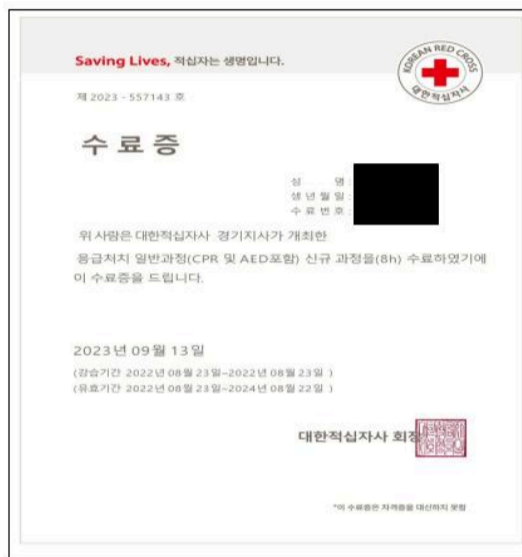 Saving Lives, 적십자는 생명입니다.
KOREAN RED CROSS
대한적십자사
제 2023 - 557143 호
수료증
성 명 :
생년월일 :
수료번호 :
위 사람은 대한적십자사 경기지사가 개최한
응급처치 일반과정(CPR 및 AED포함) 신규 과정을(8h) 수료하였기에
이 수료증을 드립니다.
2023년 09월 13일
(강습기간 2022년 08월 23일~2022년 08월 23일 )
(유효기간 2022년 08월 23일~2024년 08월 22일 )
대한적십자사 회장
*이 수료증은 자격증을 대신하지 못함